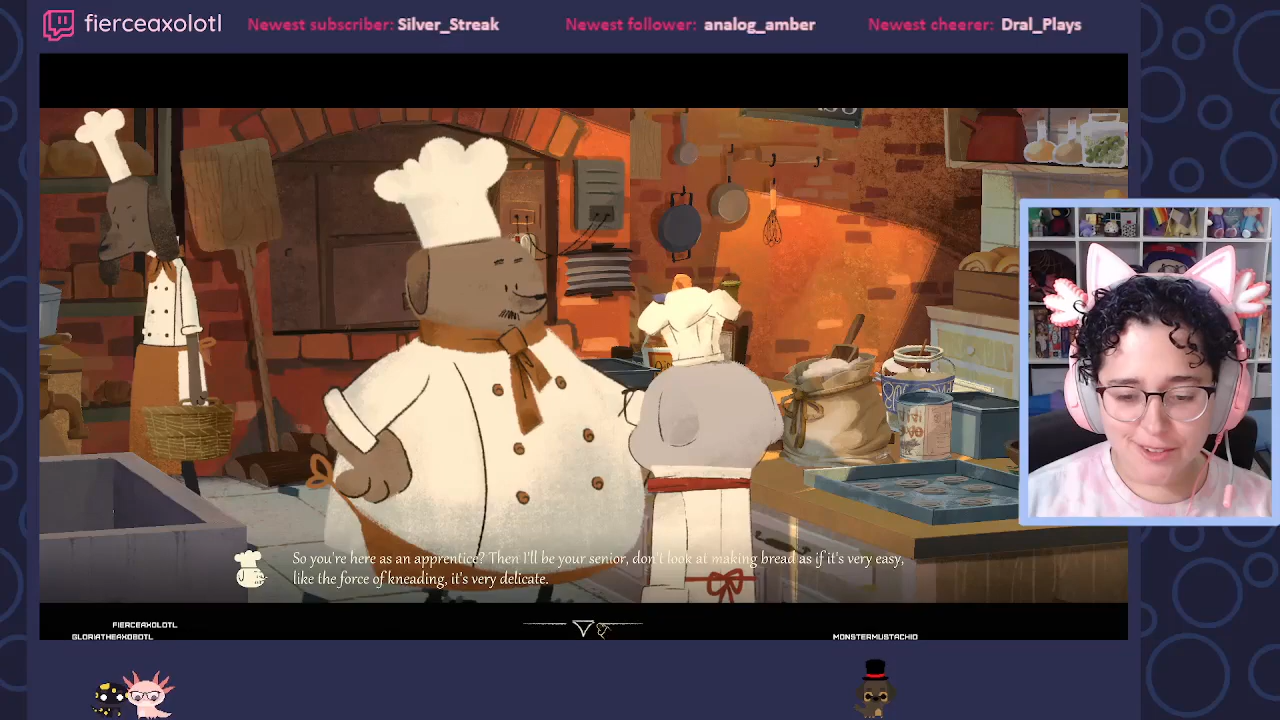 fierceaxolotl
Newest subscriber: Silver_Streak
Newest follower: analog_amber
Newest cheerer: Dral_Plays
So you're here as an apprentice? Then I'll be your senior, don't look at making bread as if it's very easy,
like the force of kneading, it's very delicate.
FIERCEAXOLOTL
GLORIATHEAXOBOTL
MONSTERMUSTACHIO